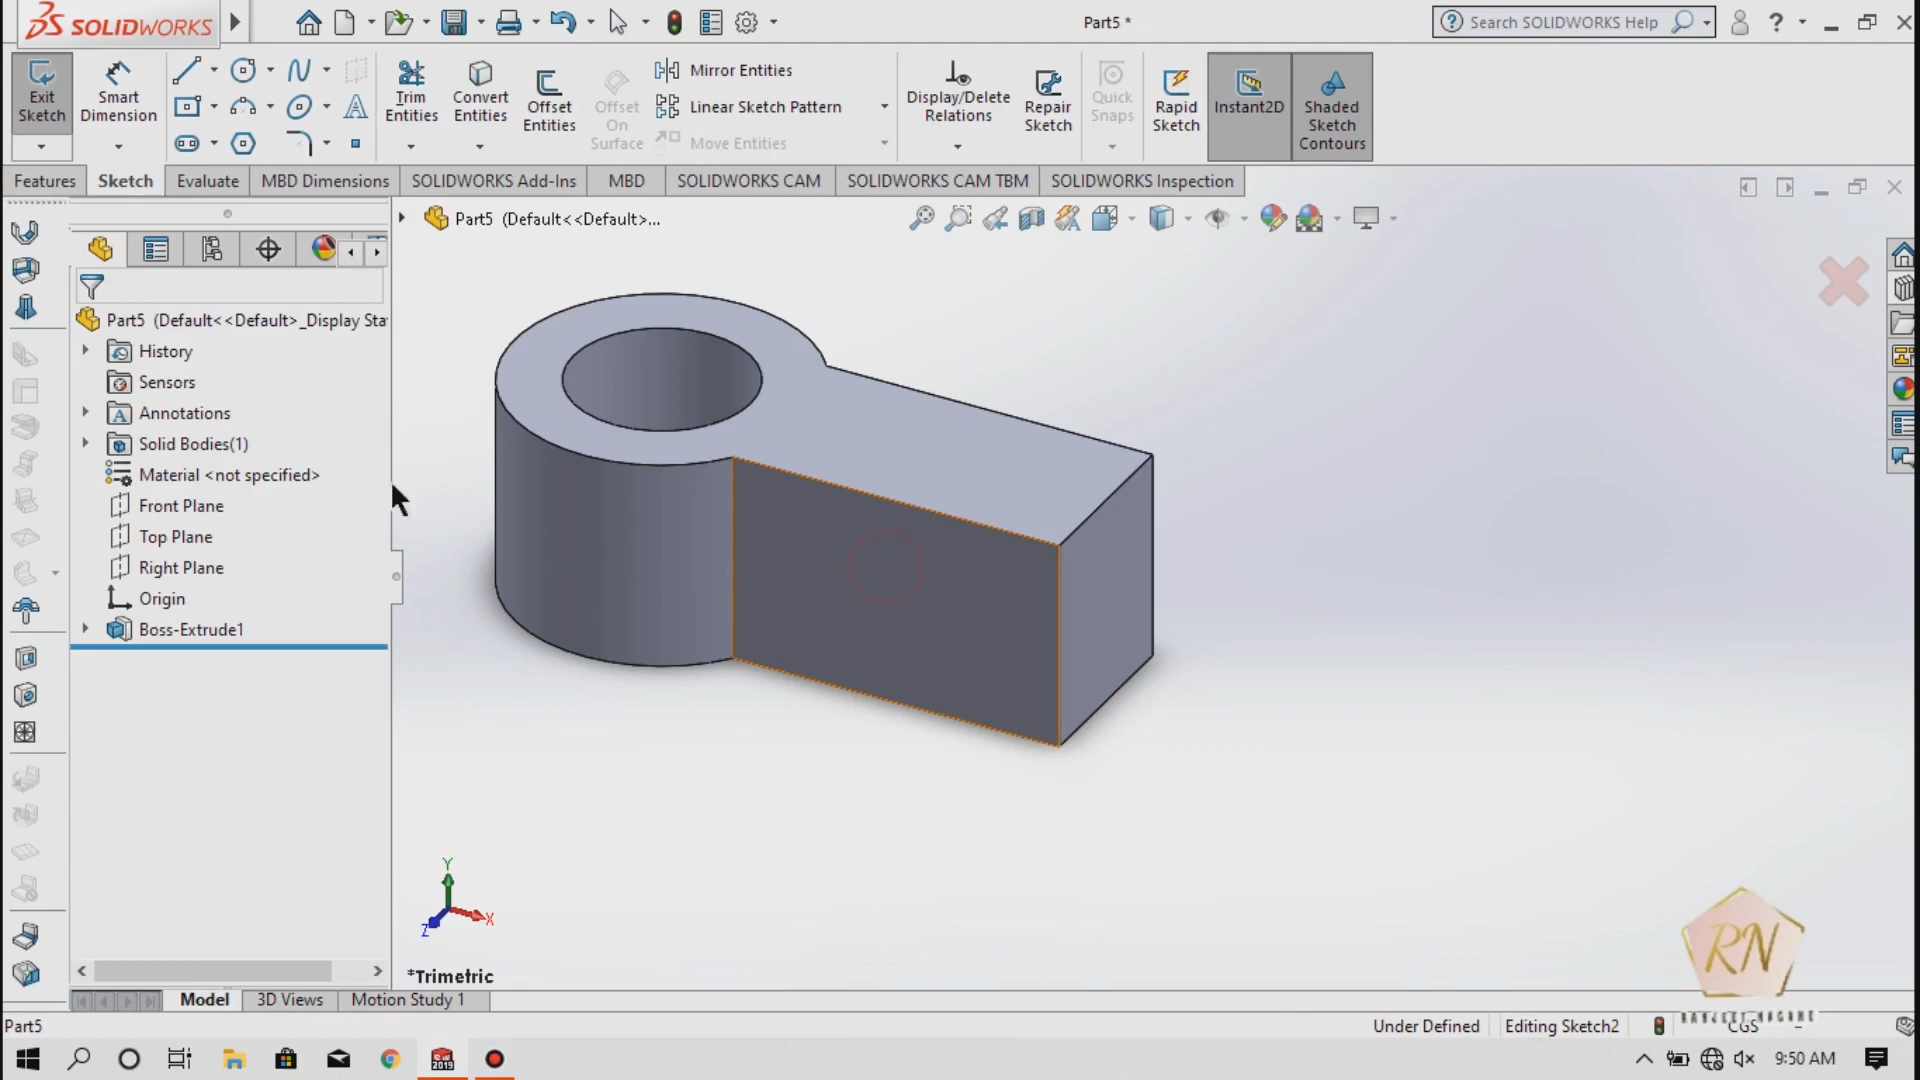 SOLIDWORKS
Part5 *
Search SOLIDWORKS Help
Exit Sketch
Smart Dimension
Trim Entities
Convert Entities
Offset Entities
Offset On Surface
Mirror Entities
Linear Sketch Pattern
Move Entities
Display/Delete Relations
Repair Sketch
Quick Snaps
Rapid Sketch
Instant2D
Shaded Sketch Contours
Features
Sketch
Evaluate
MBD Dimensions
SOLIDWORKS Add-Ins
MBD
SOLIDWORKS CAM
SOLIDWORKS CAM TBM
SOLIDWORKS Inspection
Part5 (Default<<Default>...
Part5 (Default<<Default>_Display Sta
History
Sensors
Annotations
Solid Bodies(1)
Material <not specified>
Front Plane
Top Plane
Right Plane
Origin
Boss-Extrude1
Y
X
Z
*Trimetric
RN
Model
3D Views
Motion Study 1
Part5
Under Defined
Editing Sketch2
CGS
9:50 AM